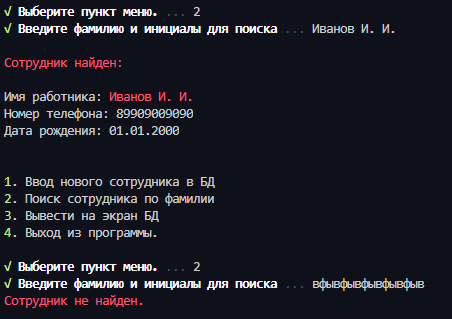 √ Выберите пункт меню. ... 2
√ Введите фамилию и инициалы для поиска ... Иванов И. И.
Сотрудник найден:
Имя работника: Иванов И. И.
Номер телефона: 89909009090
Дата рождения: 01.01.2000
1. Ввод нового сотрудника в БД
2. Поиск сотрудника по фамилии
3. Вывести на экран БД
4. Выход из программы.
√ Выберите пункт меню. ... 2
√ Введите фамилию и инициалы для поиска ... вфывфывфывфывфыв
Сотрудник не найден.